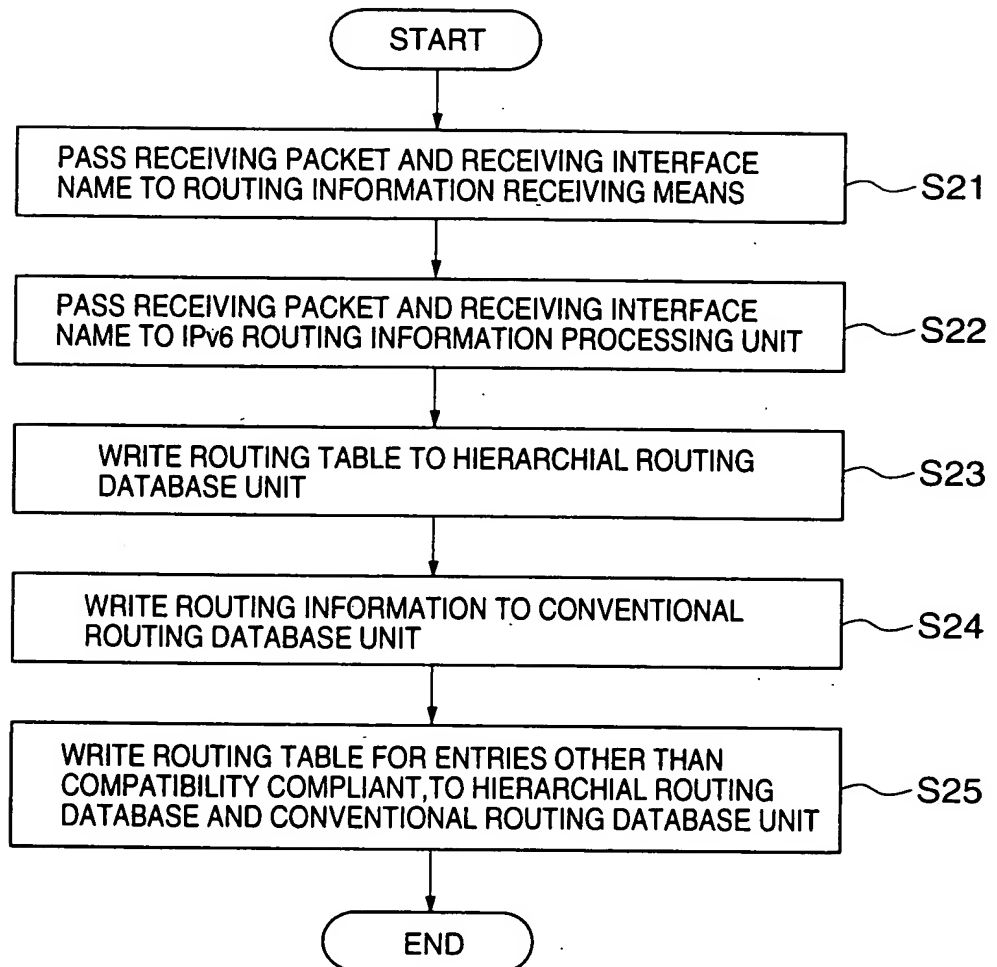 START
PASS RECEIVING PACKET AND RECEIVING INTERFACE
NAME TO ROUTING INFORMATION RECEIVING MEANS
S21
PASS RECEIVING PACKET AND RECEIVING INTERFACE
NAME TO IPv6 ROUTING INFORMATION PROCESSING UNIT
S22
WRITE ROUTING TABLE TO HIERARCHIAL ROUTING
DATABASE UNIT
S23
WRITE ROUTING INFORMATION TO CONVENTIONAL
ROUTING DATABASE UNIT
S24
WRITE ROUTING TABLE FOR ENTRIES OTHER THAN
COMPATIBILITY COMPLIANT,TO HIERARCHIAL ROUTING
DATABASE AND CONVENTIONAL ROUTING DATABASE UNIT
S25
END